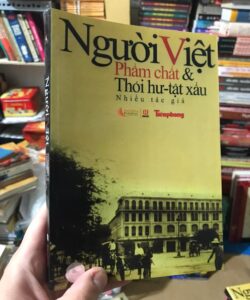 Người Việt
Phẩm chất &
Thói hư-tật xấu
Nhiều tác giả
Tiền phong